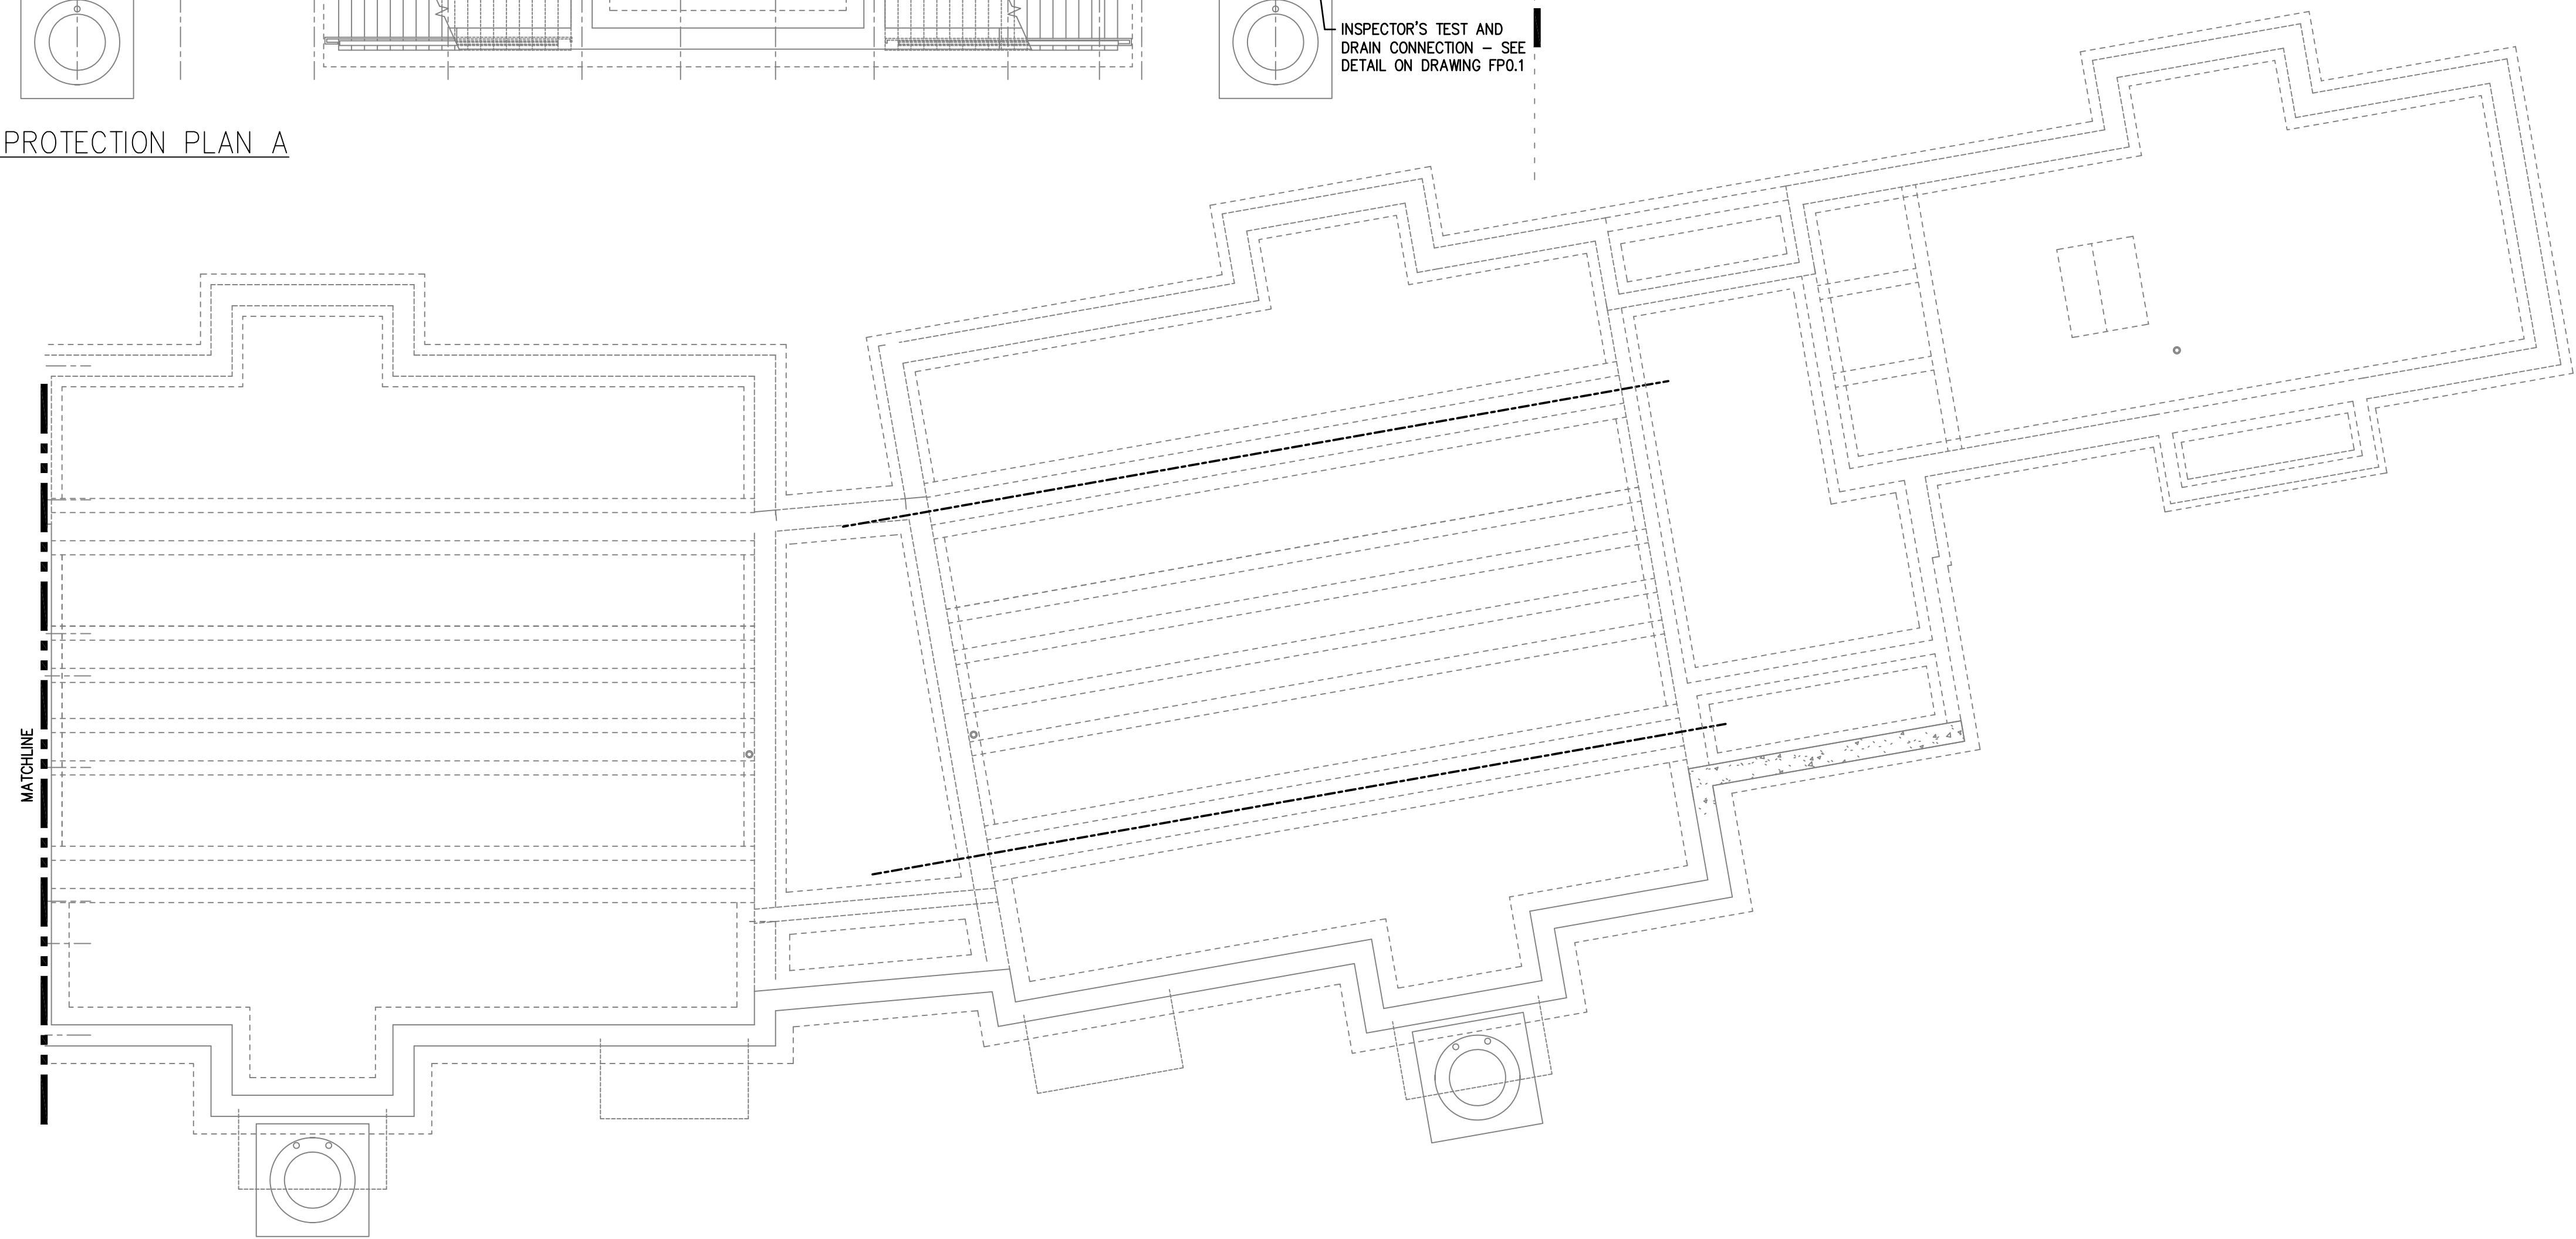 INSPECTOR'S TEST AND
DRAIN CONNECTION – SEE
DETAIL ON DRAWING FP0.1
PROTECTION PLAN A
MATCHLINE